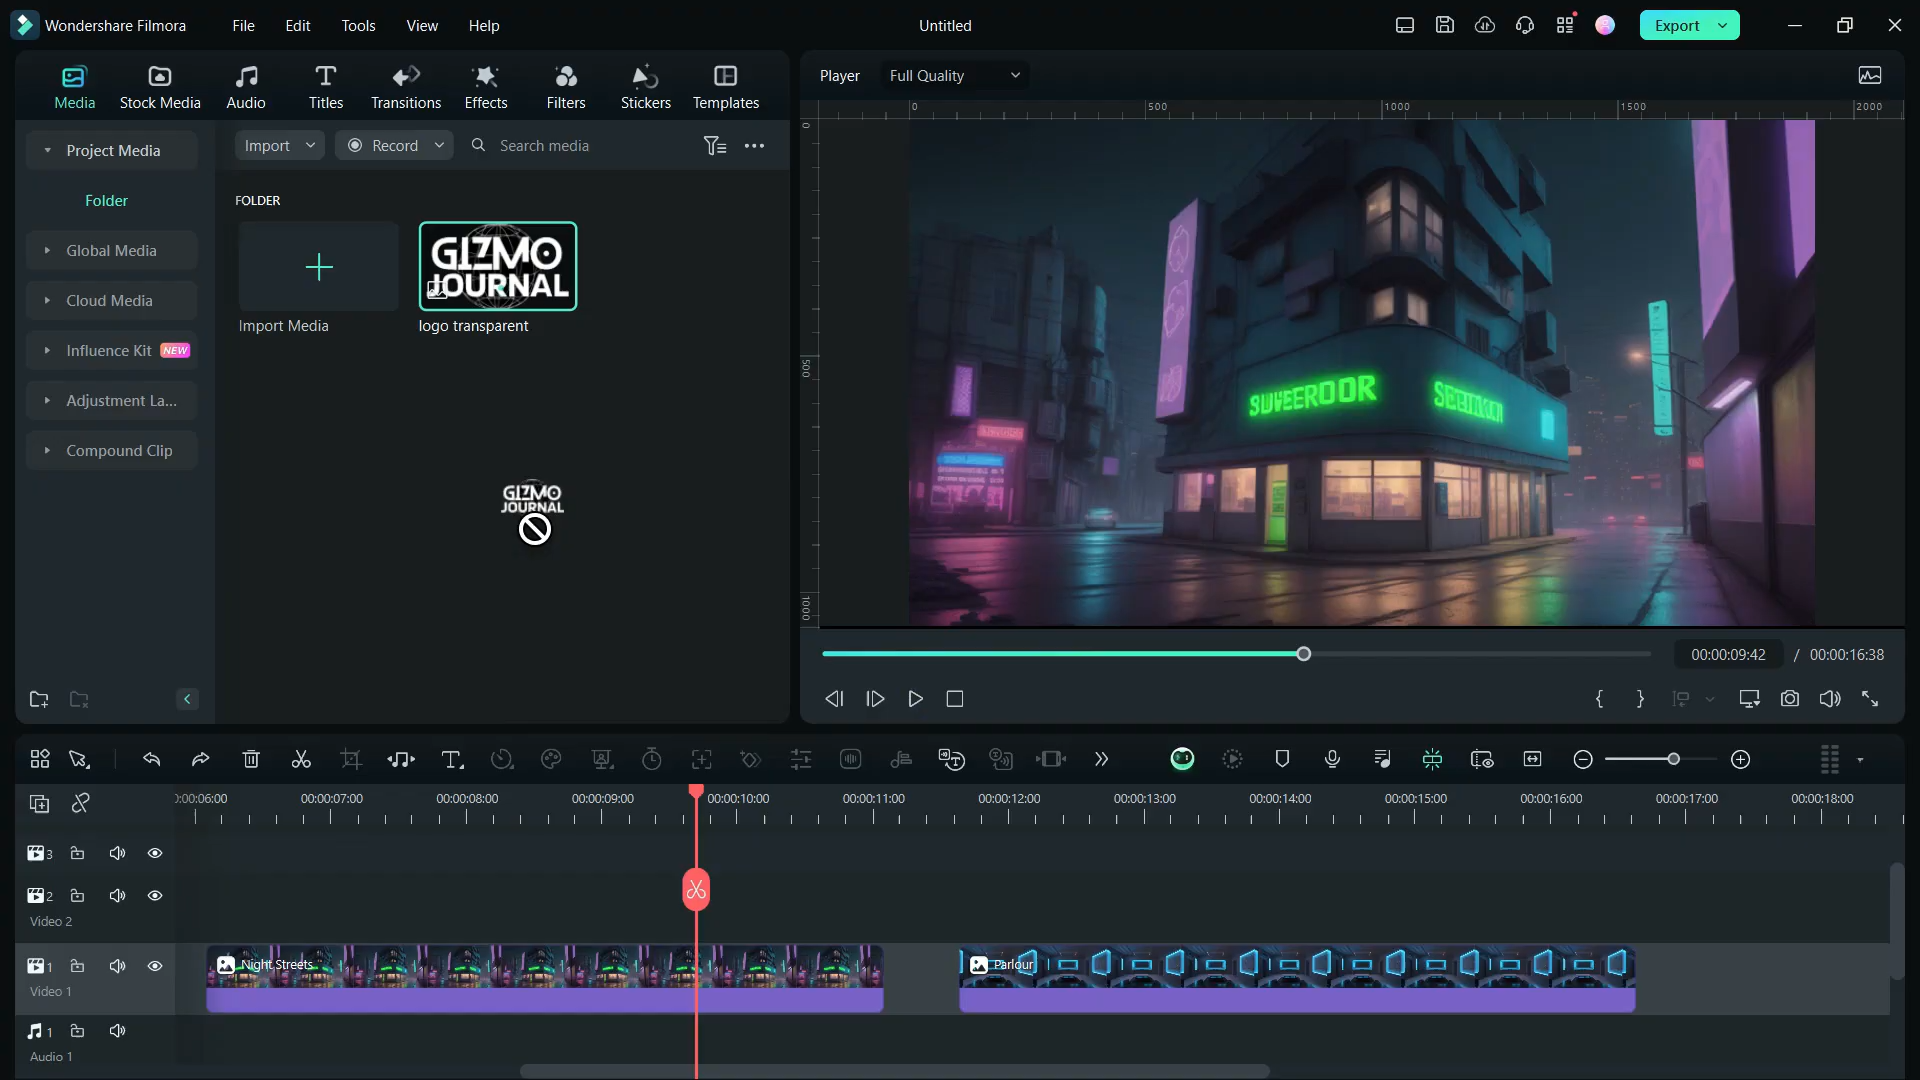 Wondershare Filmora File Edit Tools View Help Untitled Export
Media Stock Media Audio Titles Transitions Effects Filters Stickers Templates
Player Full Quality
Project Media
Folder
Global Media
Cloud Media
Influence Kit NEW
Adjustment La...
Compound Clip
Import Record Search media
FOLDER
GIZMO
JOURNAL
Import Media logo transparent
GIZMO
JOURNAL
0 500 1000 1500 2000
0
500
1000
00:00:09:42 / 00:00:16:38
00:00:07:00 00:00:08:00 00:00:09:00 00:00:10:00 00:00:11:00 00:00:12:00 00:00:13:00 00:00:14:00 00:00:15:00 00:00:16:00 00:00:17:00 00:00:18:00
3
2
Video 2
1
Video 1
Night Streets Parlour
1
Audio 1